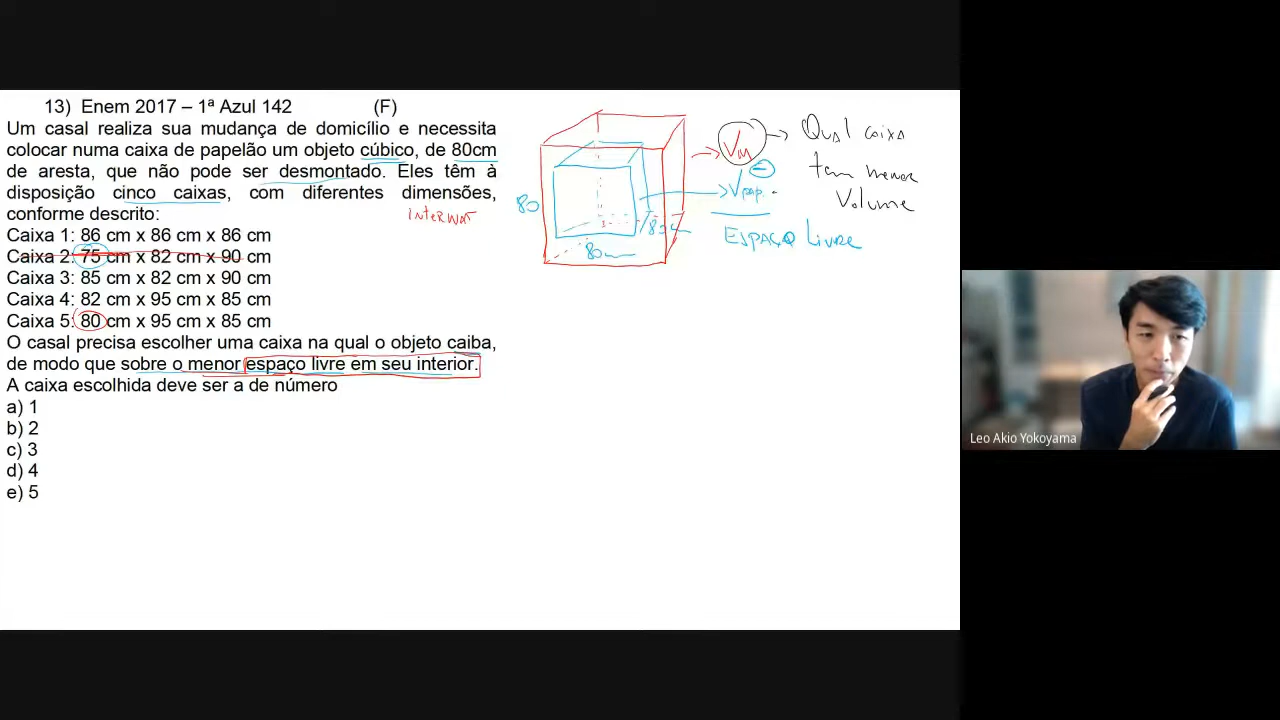 13) Enem 2017 – 1ª Azul 142 (F)
Um casal realiza sua mudança de domicílio e necessita
colocar numa caixa de papelão um objeto cúbico, de 80cm
de aresta, que não pode ser desmontado. Eles têm à
disposição cinco caixas, com diferentes dimensões,
conforme descrito:
Caixa 1: 86 cm x 86 cm x 86 cm
Caixa 2: 75 cm x 82 cm x 90 cm
Caixa 3: 85 cm x 82 cm x 90 cm
Caixa 4: 82 cm x 95 cm x 85 cm
Caixa 5: 80 cm x 95 cm x 85 cm
O casal precisa escolher uma caixa na qual o objeto caiba,
de modo que sobre o menor espaço livre em seu interior.
A caixa escolhida deve ser a de número
a) 1
b) 2
c) 3
d) 4
e) 5
80
80cm
Qual caixa
tem menor
Volume
ESPAÇO LIVRE
Leo Akio Yokoyama